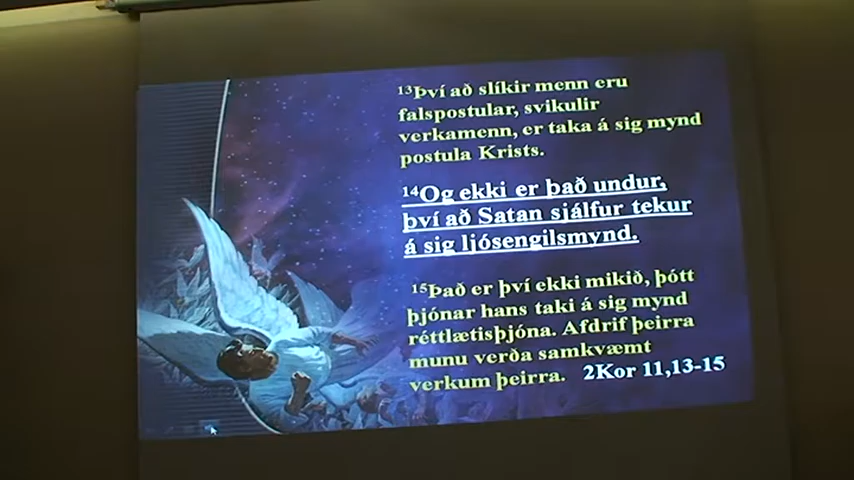 ¹³Því að slíkir menn eru
falspostular, svikulir
verkamenn, er taka á sig mynd
postula Krists.
¹⁴Og ekki er það undur,
því að Satan sjálfur tekur
á sig ljósengilsmynd.
¹⁵Það er því ekki mikið, þótt
þjónar hans taki á sig mynd
réttlætisþjóna. Afdrif þeirra
munu verða samkvæmt
verkum þeirra. 2Kor 11,13-15